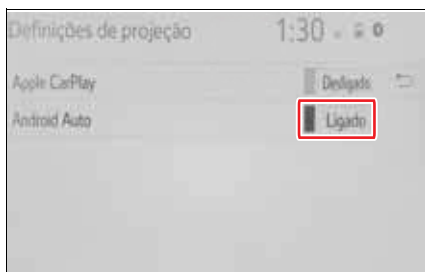 Definições de projeção 1:30
Apple CarPlay Desligado
Android Auto Ligado